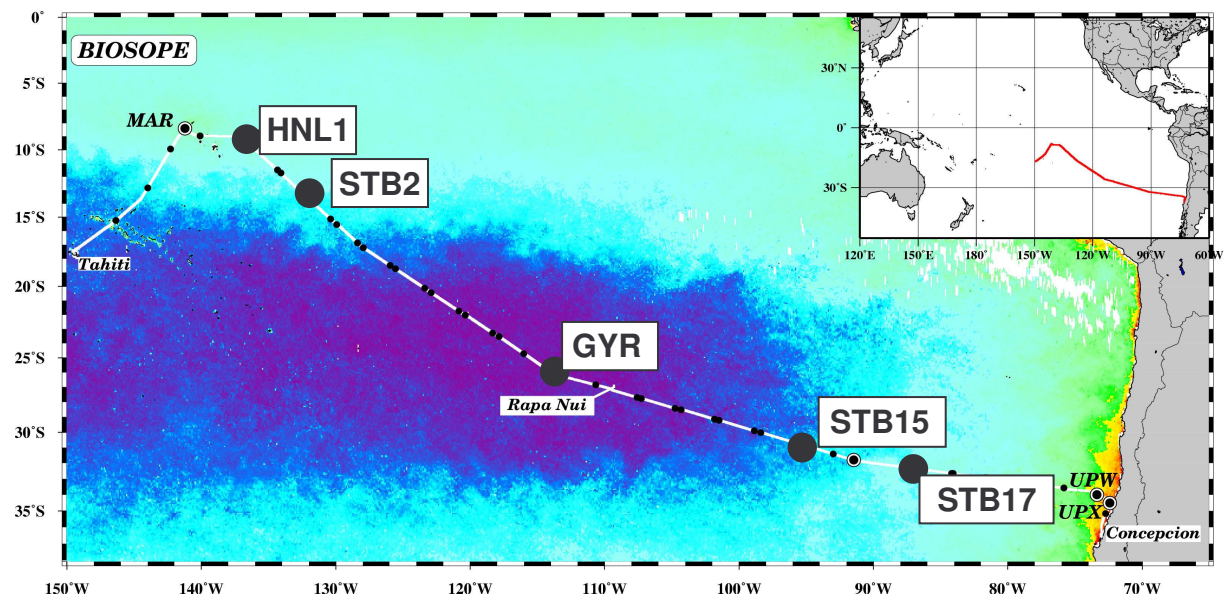 0°
5°S
10°S
15°S
20°S
25°S
30°S
35°S
BIOSOPE
MAR
HNL1
STB2
Tahiti
GYR
Rapa Nui
STB15
STB17
UPW
UPX
Concepcion
30°N
0°
30°S
120°E
150°E
180°
150°W
120°W
90°W
60°W
150°W
140°W
130°W
120°W
110°W
100°W
90°W
80°W
70°W